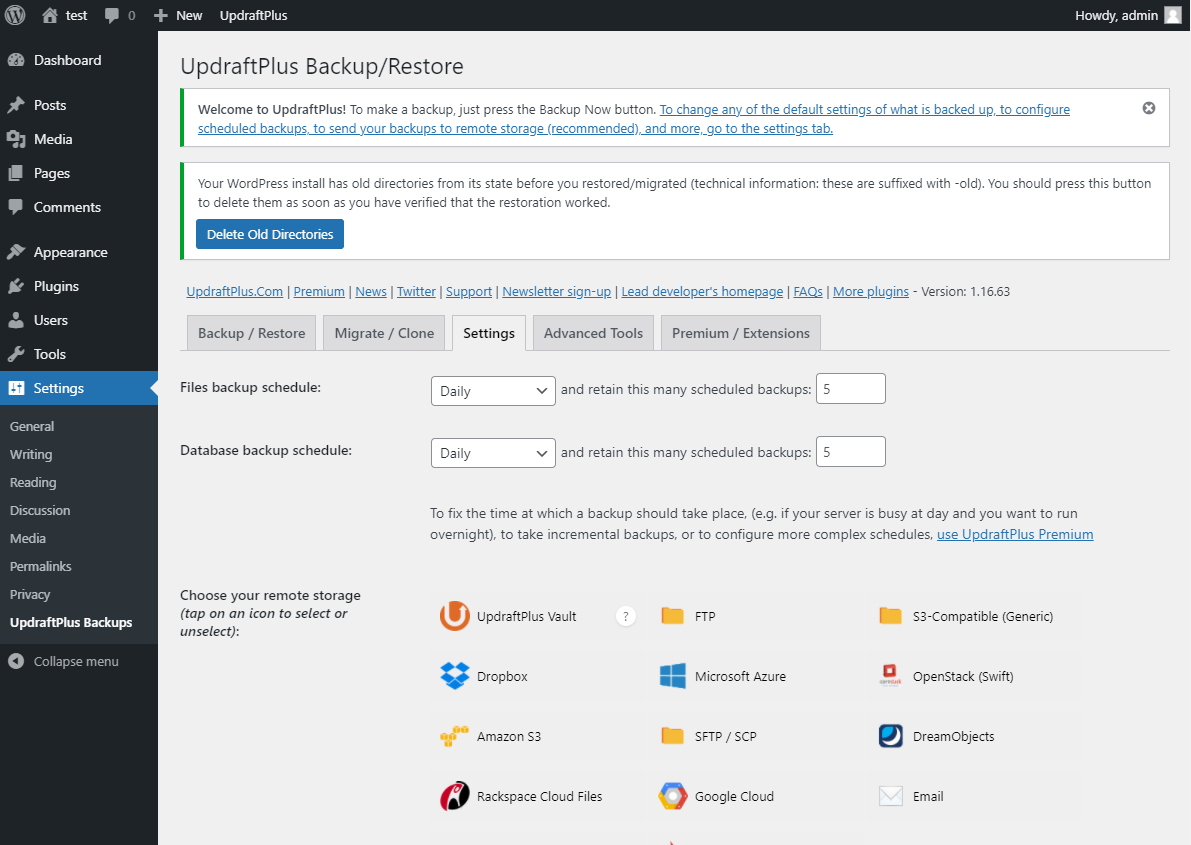 test 0 New UpdraftPlus Howdy, admin
Dashboard
Posts
Media
Pages
Comments
Appearance
Plugins
Users
Tools
Settings
General
Writing
Reading
Discussion
Media
Permalinks
Privacy
UpdraftPlus Backups
Collapse menu
UpdraftPlus Backup/Restore
Welcome to UpdraftPlus! To make a backup, just press the Backup Now button. To change any of the default settings of what is backed up, to configure
scheduled backups, to send your backups to remote storage (recommended), and more, go to the settings tab.
Your WordPress install has old directories from its state before you restored/migrated (technical information: these are suffixed with -old). You should press this button
to delete them as soon as you have verified that the restoration worked.
Delete Old Directories
UpdraftPlus.Com | Premium | News | Twitter | Support | Newsletter sign-up | Lead developer's homepage | FAQs | More plugins - Version: 1.16.63
Backup / Restore Migrate / Clone Settings Advanced Tools Premium / Extensions
Files backup schedule: Daily and retain this many scheduled backups: 5
Database backup schedule: Daily and retain this many scheduled backups: 5
To fix the time at which a backup should take place, (e.g. if your server is busy at day and you want to run
overnight), to take incremental backups, or to configure more complex schedules, use UpdraftPlus Premium
Choose your remote storage
(tap on an icon to select or
unselect):
UpdraftPlus Vault ? FTP S3-Compatible (Generic)
Dropbox Microsoft Azure OpenStack (Swift)
Amazon S3 SFTP / SCP DreamObjects
Rackspace Cloud Files Google Cloud Email